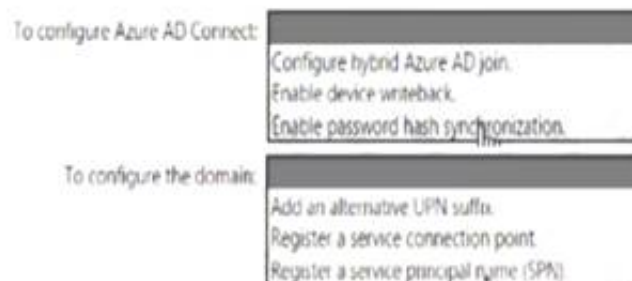 To configure Azure AD Connect:
Configure hybrid Azure AD join.
Enable device writeback.
Enable password hash synchronization.
To configure the domain:
Add an alternative UPN suffix.
Register a service connection point.
Register a service principal name (SPN)